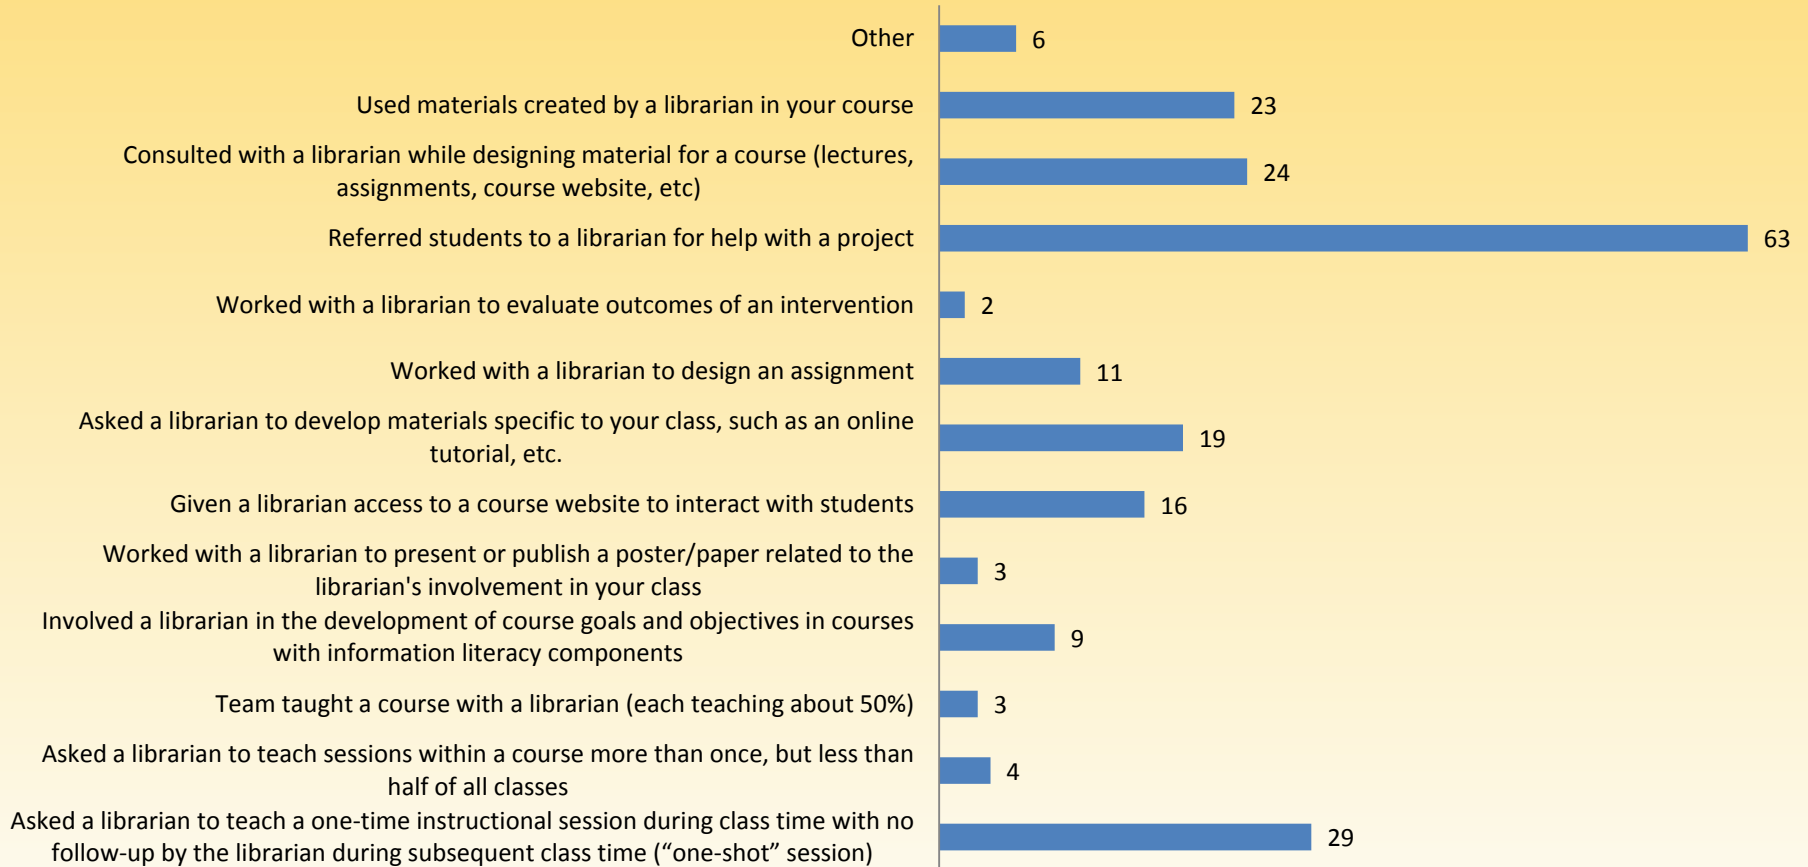 Other
6
Used materials created by a librarian in your course
23
Consulted with a librarian while designing material for a course (lectures,
assignments, course website, etc)
24
Referred students to a librarian for help with a project
63
Worked with a librarian to evaluate outcomes of an intervention
2
Worked with a librarian to design an assignment
11
Asked a librarian to develop materials specific to your class, such as an online
tutorial, etc.
19
Given a librarian access to a course website to interact with students
16
Worked with a librarian to present or publish a poster/paper related to the
librarian's involvement in your class
3
Involved a librarian in the development of course goals and objectives in courses
with information literacy components
9
Team taught a course with a librarian (each teaching about 50%)
3
Asked a librarian to teach sessions within a course more than once, but less than
half of all classes
4
Asked a librarian to teach a one-time instructional session during class time with no
follow-up by the librarian during subsequent class time (“one-shot” session)
29